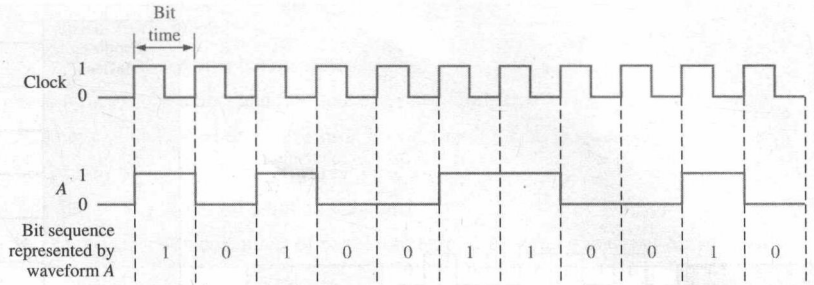 Bit
time
Clock 1
0
A 1
0
Bit sequence
represented by
waveform A
1 0 1 0 0 1 1 0 0 1 0